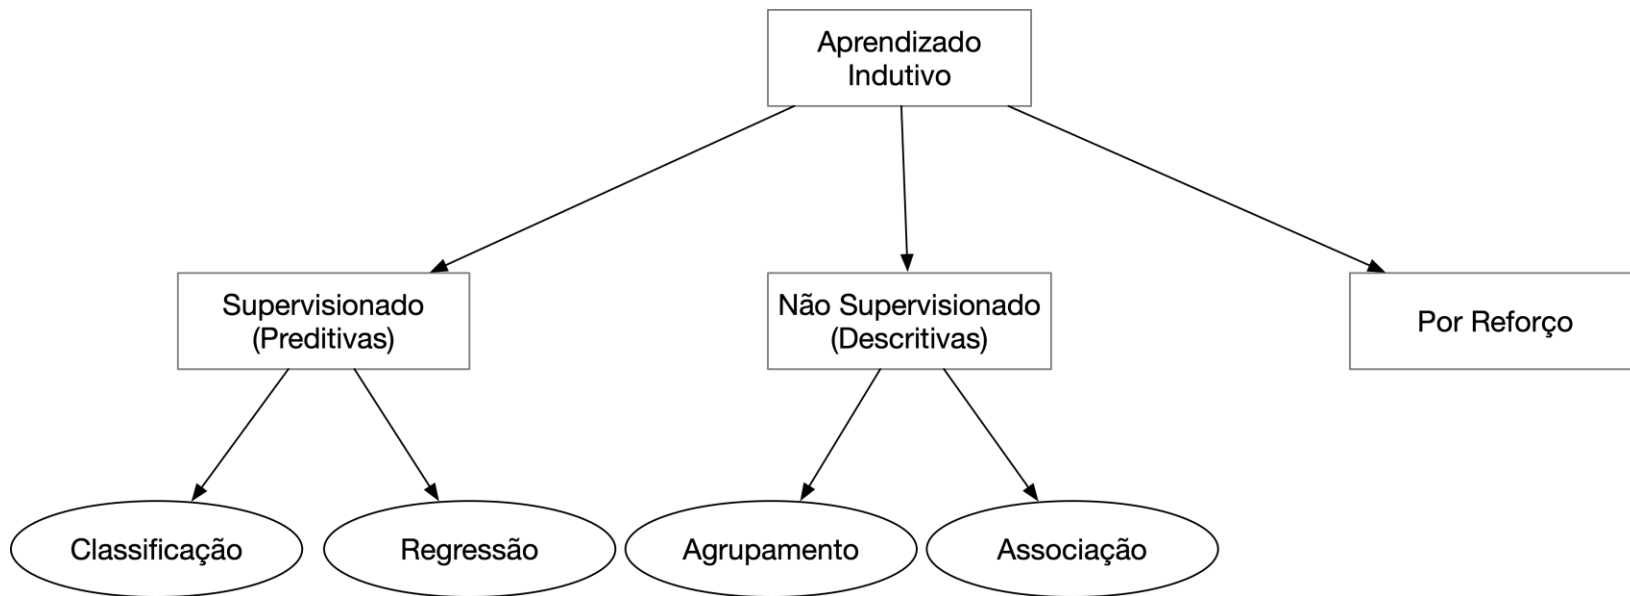 Aprendizado
Indutivo
Supervisionado
(Preditivas)
Não Supervisionado
(Descritivas)
Por Reforço
Classificação
Regressão
Agrupamento
Associação